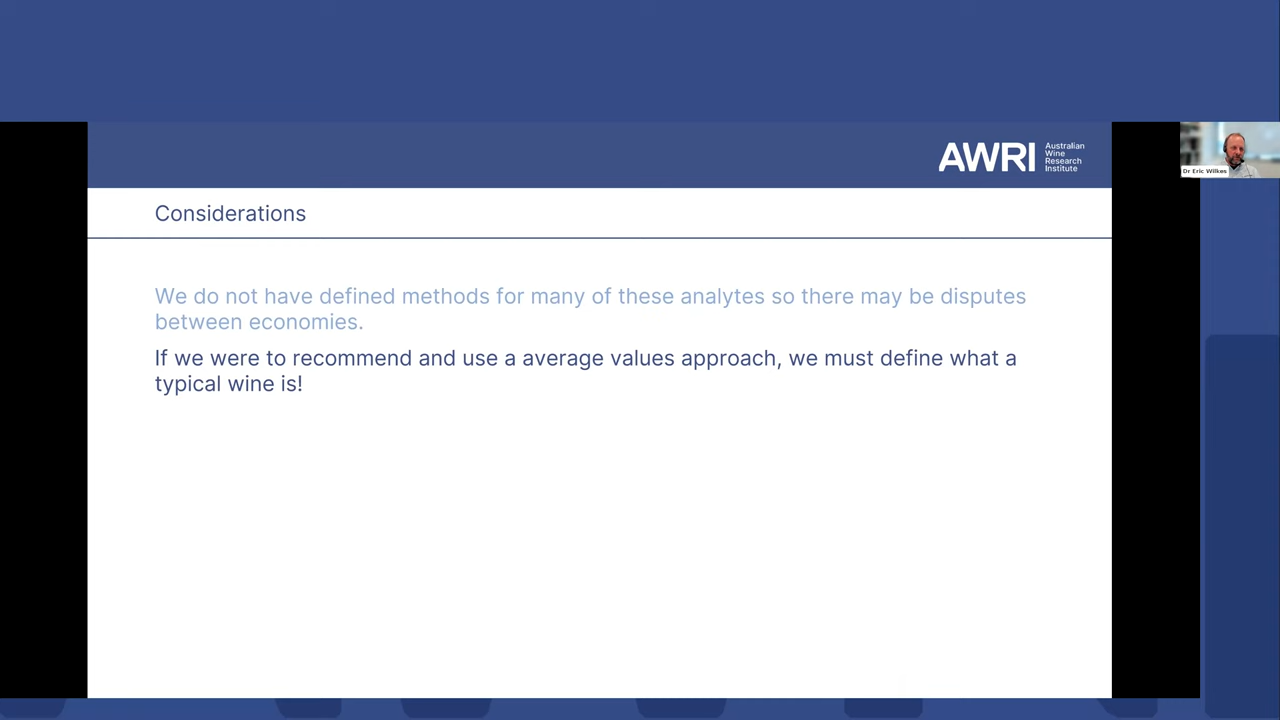 AWRI
Australian
Wine
Research
Institute
Dr Eric Wilkes
Considerations
We do not have defined methods for many of these analytes so there may be disputes
between economies.
If we were to recommend and use a average values approach, we must define what a
typical wine is!